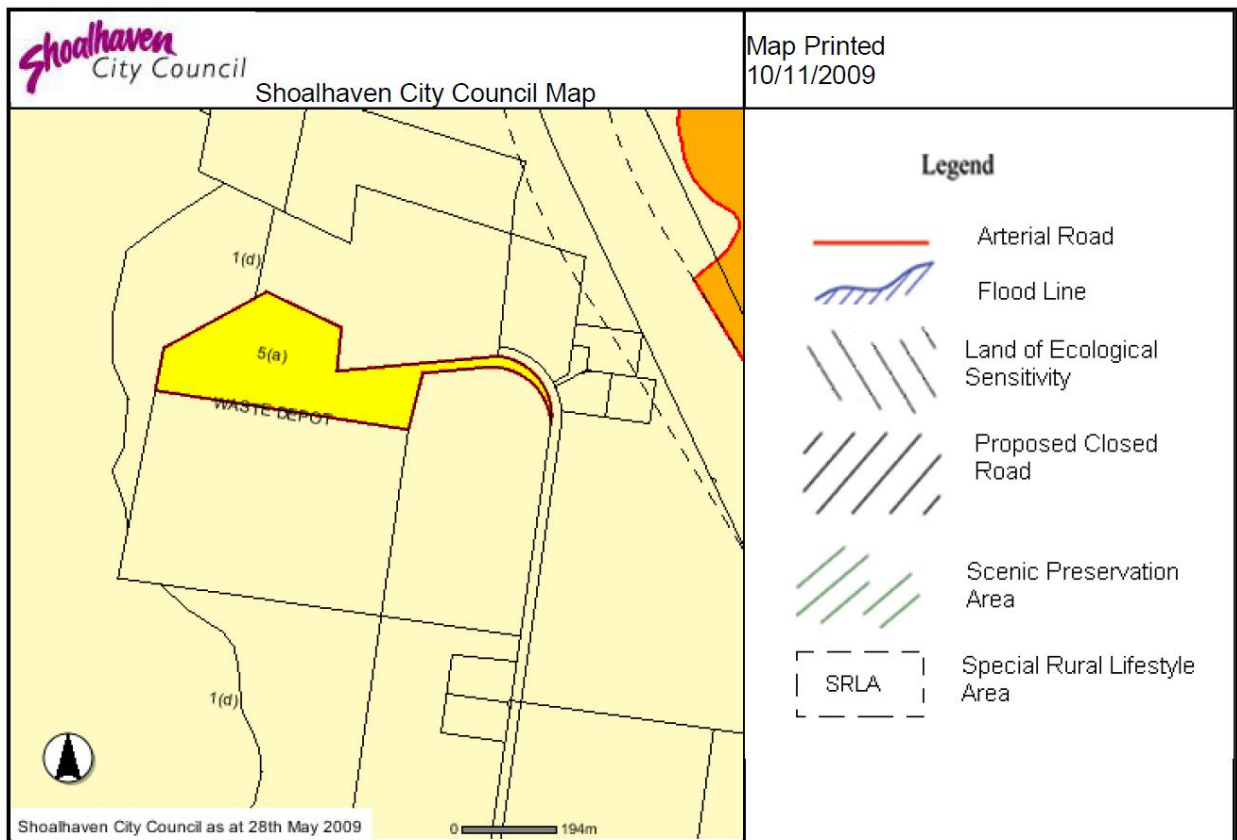 Shoalhaven
City Council
Shoalhaven City Council Map
Map Printed
10/11/2009
1(d)
5(a)
WASTE DEPOT
1(d)
Shoalhaven City Council as at 28th May 2009
0 194m
Legend
Arterial Road
Flood Line
Land of Ecological
Sensitivity
Proposed Closed
Road
Scenic Preservation
Area
SRLA
Special Rural Lifestyle
Area